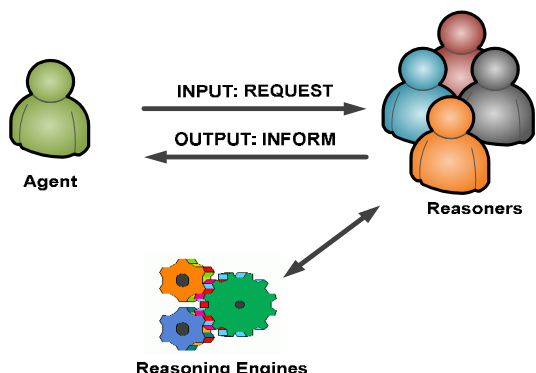 INPUT: REQUEST
OUTPUT: INFORM
Agent
Reasoners
Reasoning Engines